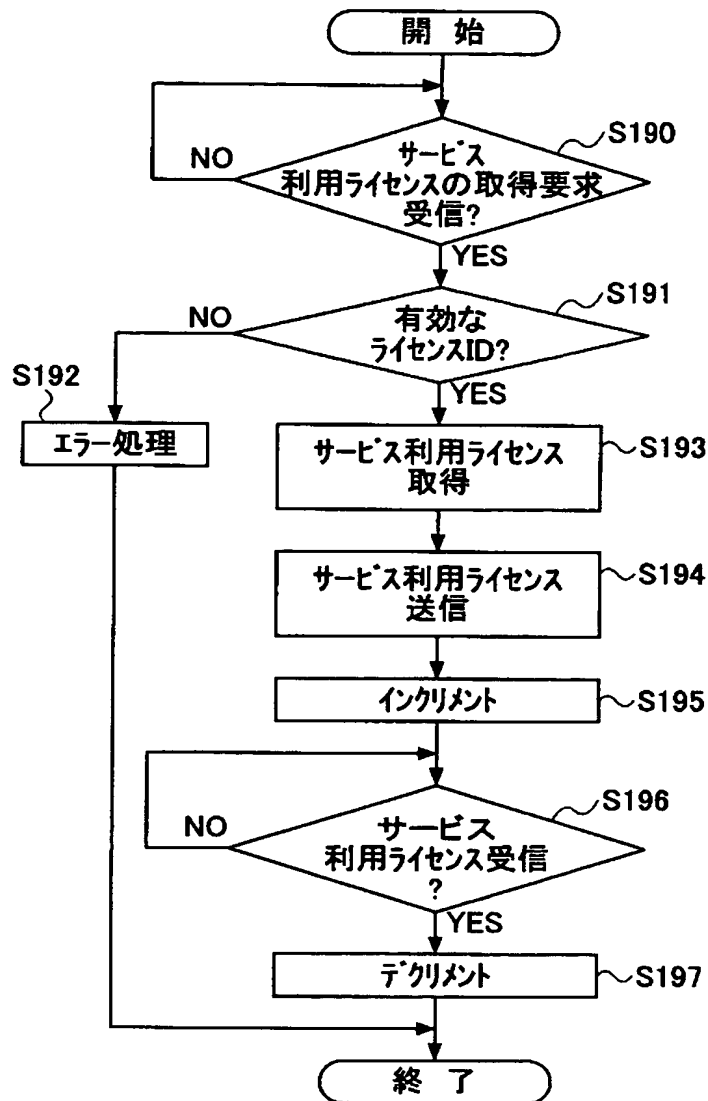 開 始
サービス
利用ライセンスの取得要求
受信?
S190
NO
YES
有効な
ライセンスID?
S191
NO
YES
S192
エラー処理
サービス利用ライセンス
取得
S193
サービス利用ライセンス
送信
S194
インクリメント
S195
サービス
利用ライセンス受信
?
S196
NO
YES
デクリメント
S197
終 了